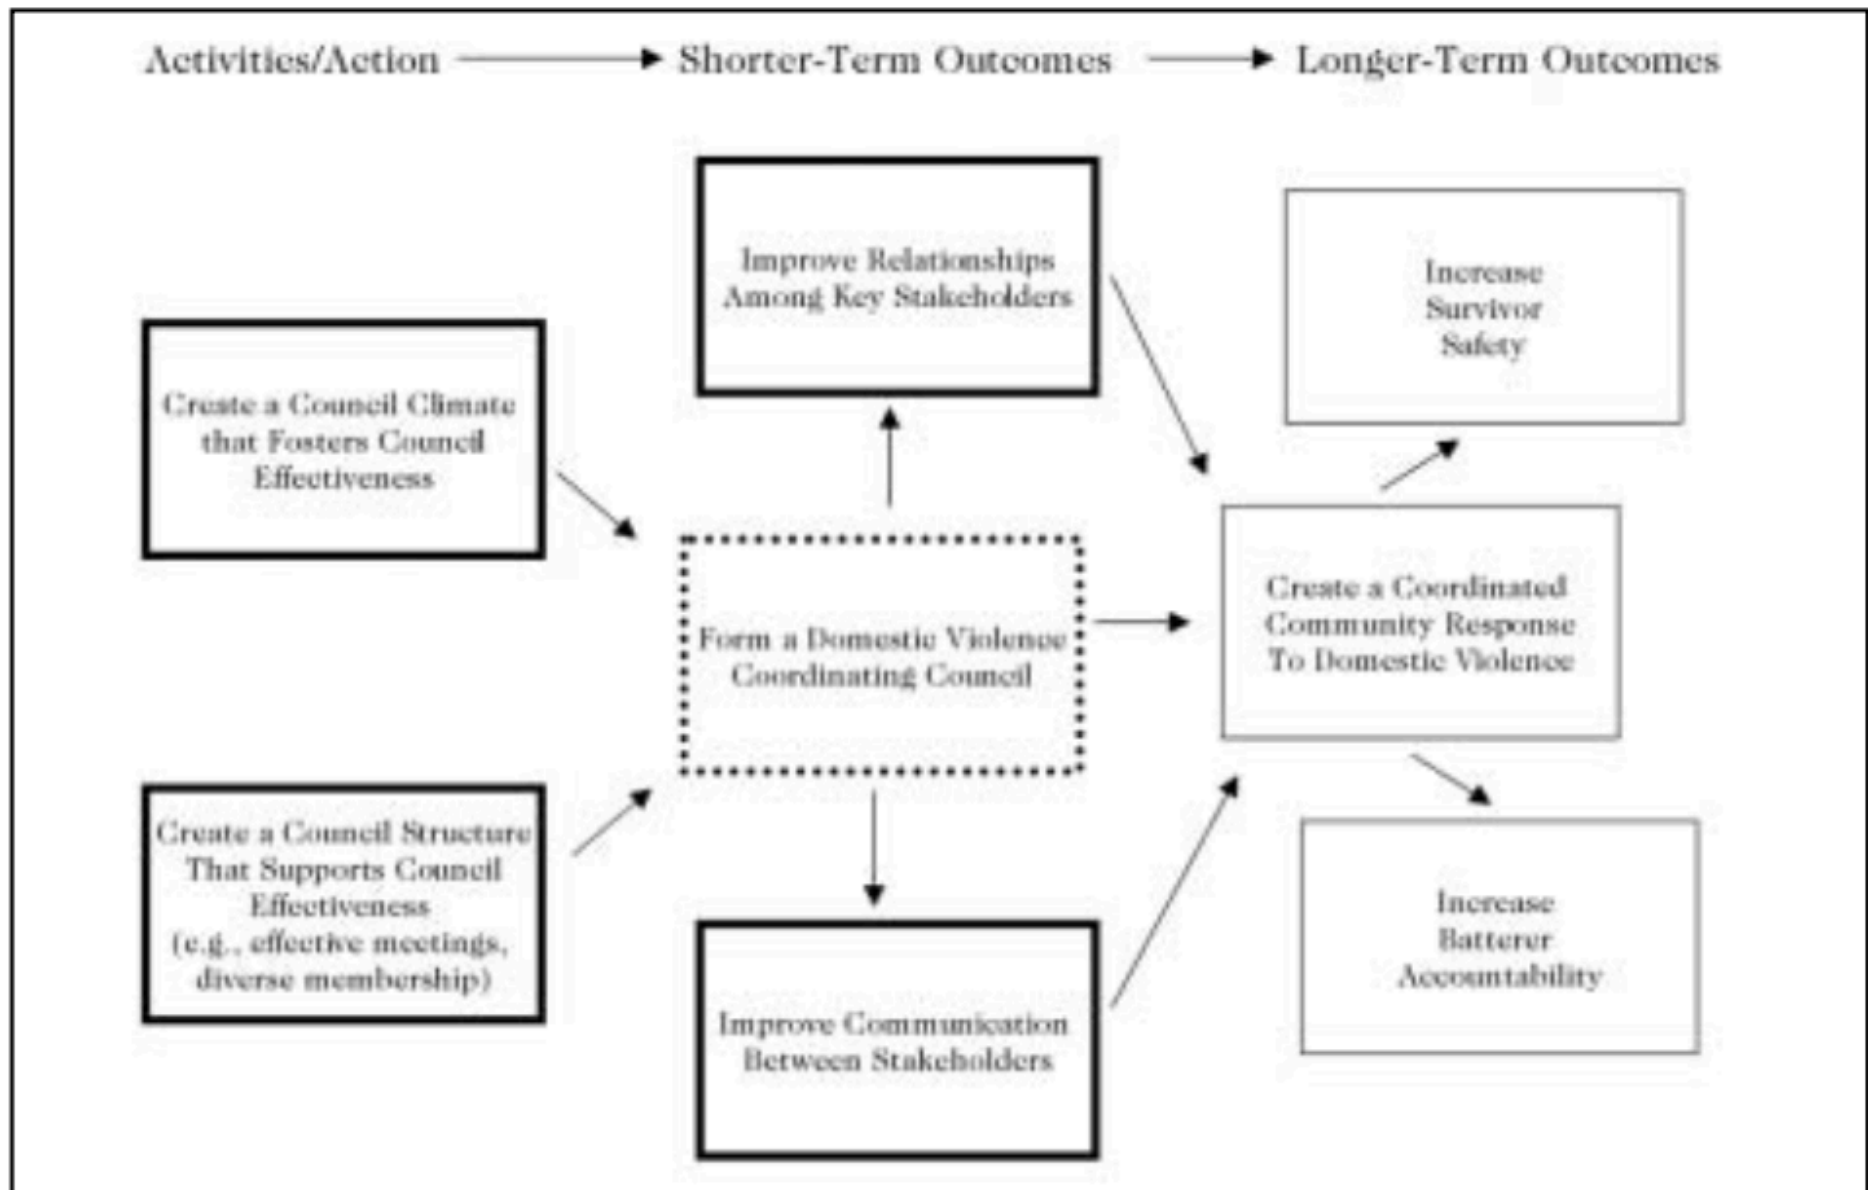 Activities/Action
Shorter-Term Outcomes
Longer-Term Outcomes
Create a Council Climate
that Fosters Council
Effectiveness
Create a Council Structure
That Supports Council
Effectiveness
(e.g., effective meetings,
diverse membership)
Improve Relationships
Among Key Stakeholders
Form a Domestic Violence
Coordinating Council
Improve Communication
Between Stakeholders
Increase
Survivor
Safety
Create a Coordinated
Community Response
To Domestic Violence
Increase
Batterer
Accountability